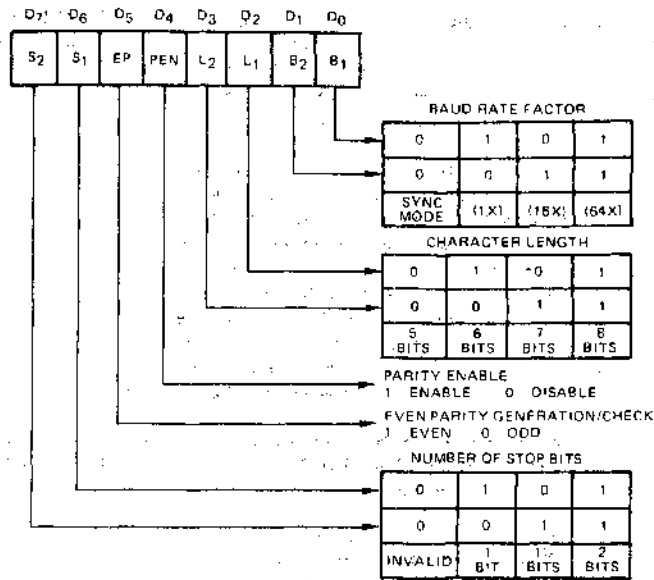 D7 D6 D5 D4 D3 D2 D1 D0
S2 S1 EP PEN L2 L1 B2 B1
BAUD RATE FACTOR
0 1 0 1
0 0 1 1
SYNC MODE (1X) (16X) (64X)
CHARACTER LENGTH
0 1 0 1
0 0 1 1
5 BITS 6 BITS 7 BITS 8 BITS
PARITY ENABLE
1 ENABLE 0 DISABLE
EVEN PARITY GENERATION/CHECK
1 EVEN 0 ODD
NUMBER OF STOP BITS
0 1 0 1
0 0 1 1
INVALID 1 BIT BITS 2 BITS